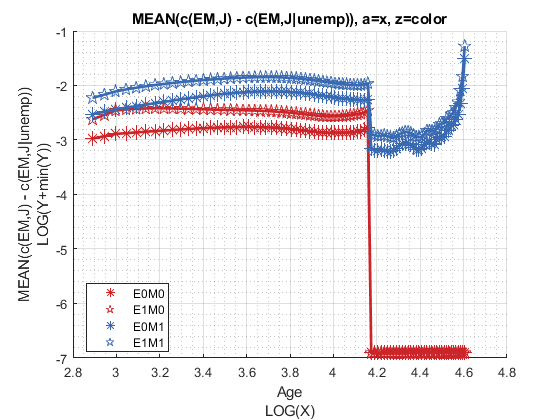 MEAN(c(EM,J) - c(EM,J|unemp)), a=x, z=color
MEAN(c(EM,J) - c(EM,J|unemp))
LOG(Y+min(Y))
-1
-2
-3
-4
-5
-6
-7
E0M0
E1M0
E0M1
E1M1
2.8 3 3.2 3.4 3.6 3.8 4 4.2 4.4 4.6 4.8
Age
LOG(X)